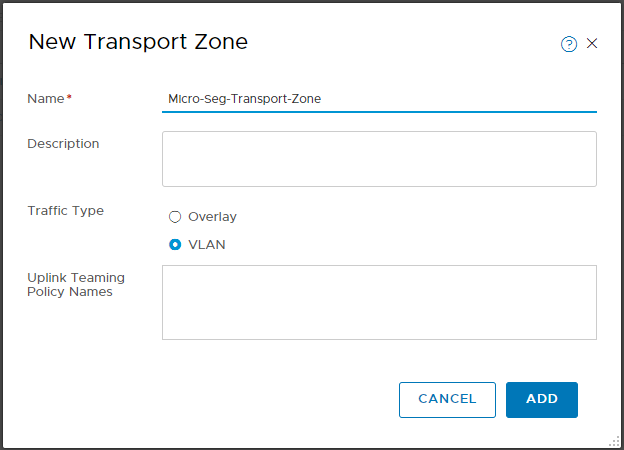 New Transport Zone
?
Name*
Micro-Seg-Transport-Zone
Description
Traffic Type
Overlay
VLAN
Uplink Teaming
Policy Names
CANCEL
ADD